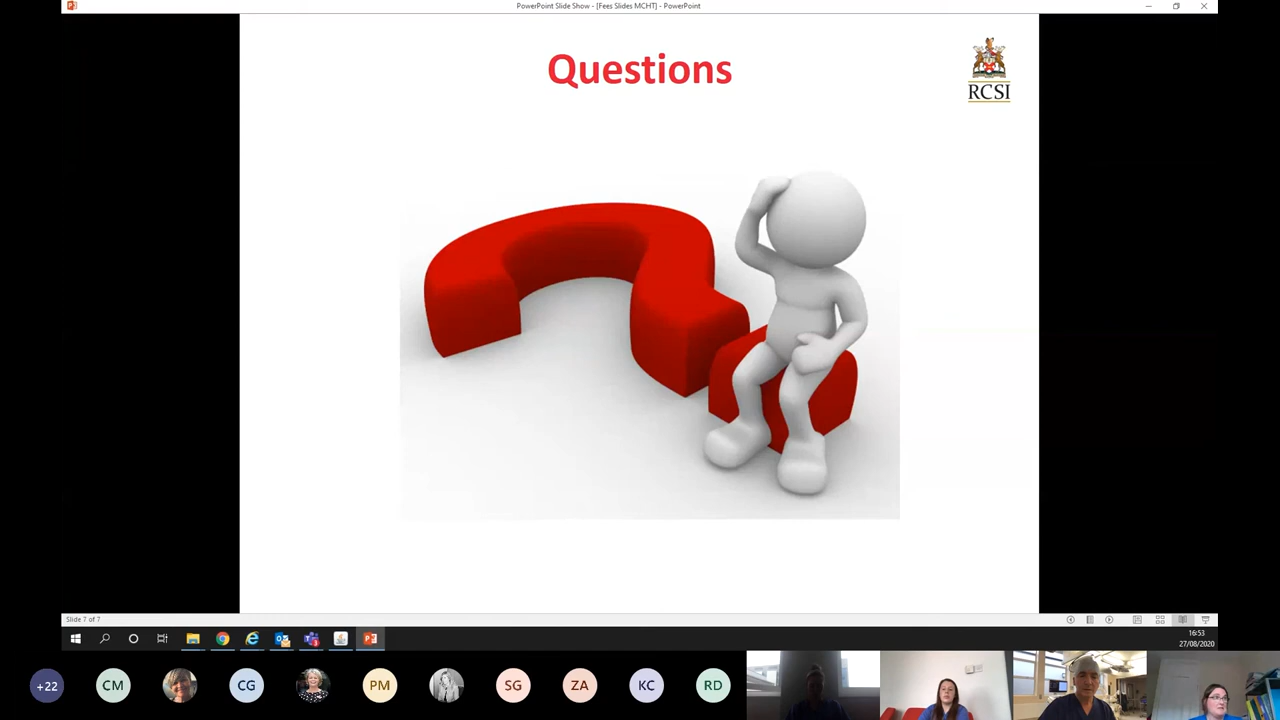 PowerPoint Slide Show - [Fees Slides MCHT] - PowerPoint
Questions
RCSI
Slide 7 of 7
16:53
27/08/2020
+22
CM
CG
PM
SG
ZA
KC
RD